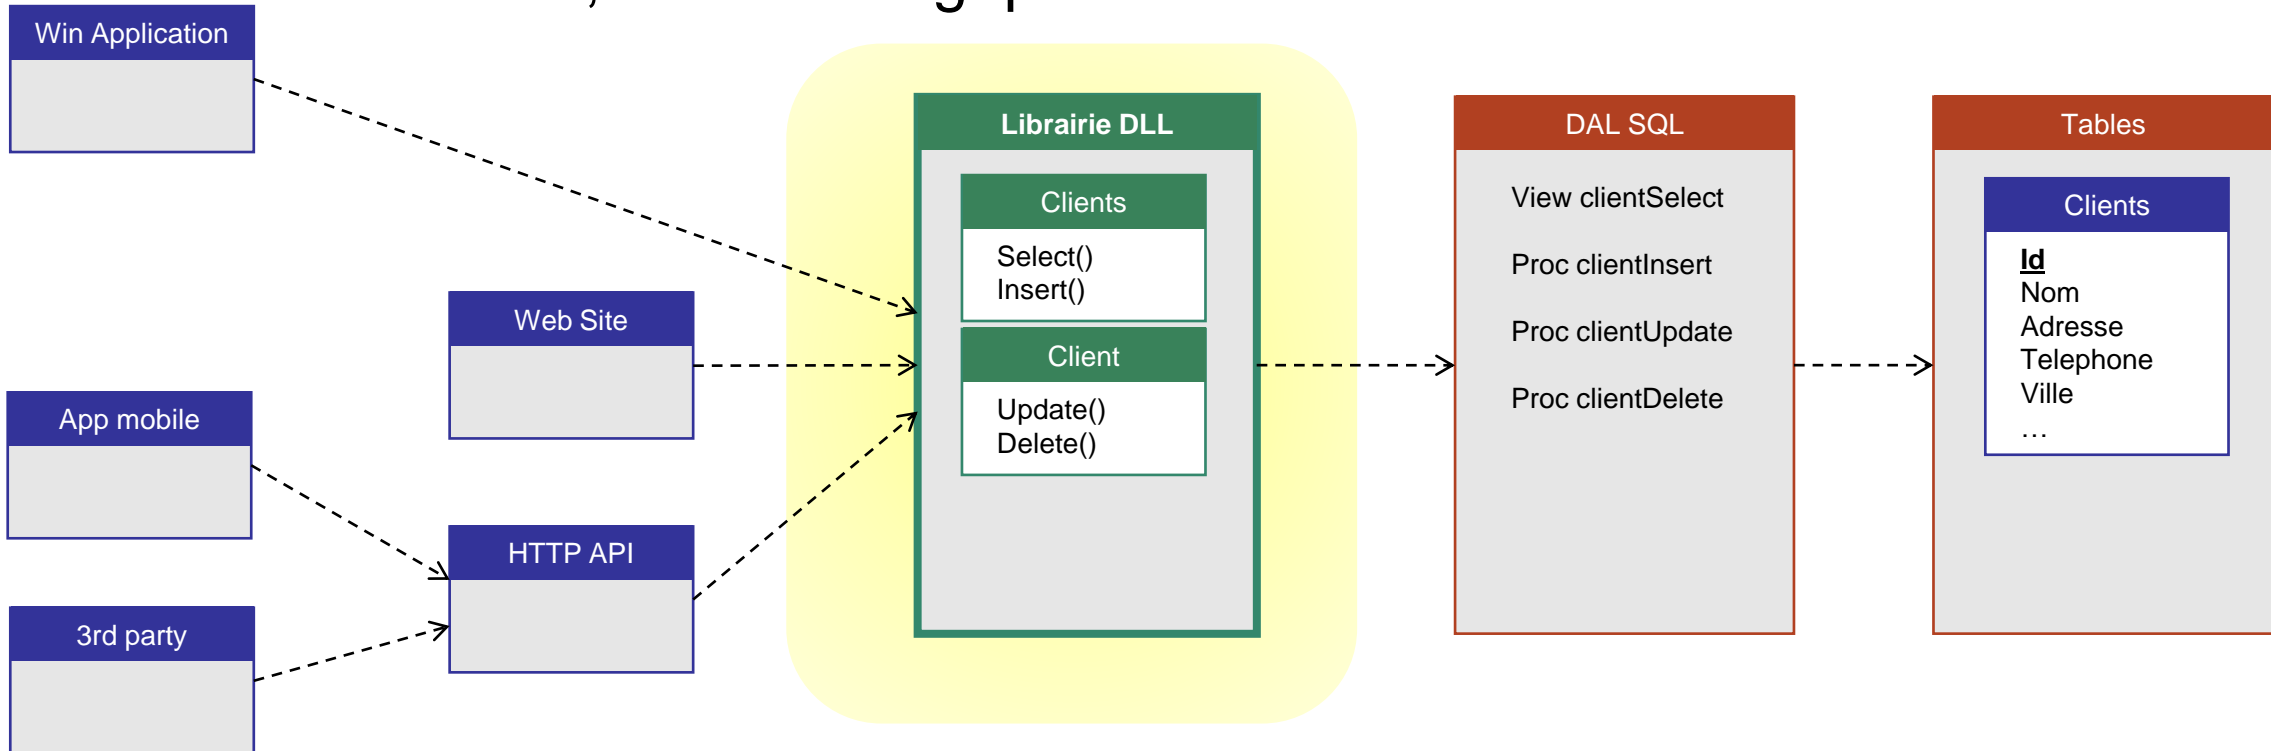 Win Application
Librairie DLL
DAL SQL
Tables
Clients
Select()
Insert()
View clientSelect
Proc clientInsert
Proc clientUpdate
Proc clientDelete
Clients
Id
Nom
Adresse
Telephone
Ville
…
Web Site
Client
Update()
Delete()
App mobile
HTTP API
3rd party